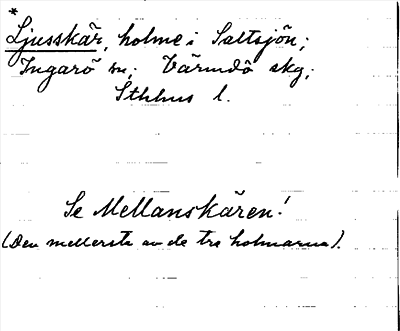 *
Ljusskär, holme i Saltsjön;
Ingarö sn; Värmdö skg;
Sthlms l.
Se Mellanskären!
(Den mellersta av de tre holmarna).